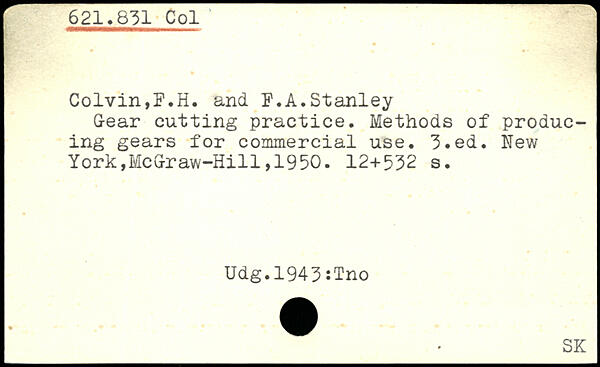 621.831 Col
Colvin,F.H. and F.A.Stanley
Gear cutting practice. Methods of produc-
ing gears for commercial use. 3.ed. New
York,McGraw-Hill,1950. 12+532 s.
Udg.1943:Tno
SK